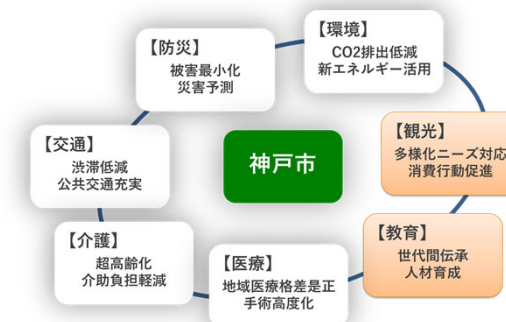 【環境】
CO2排出低減
新エネルギー活用
【防災】
被害最小化
災害予測
【観光】
多様化ニーズ対応
消費行動促進
【交通】
渋滞低減
公共交通充実
神戸市
【教育】
世代間伝承
人材育成
【介護】
超高齢化
介助負担軽減
【医療】
地域医療格差是正
手術高度化